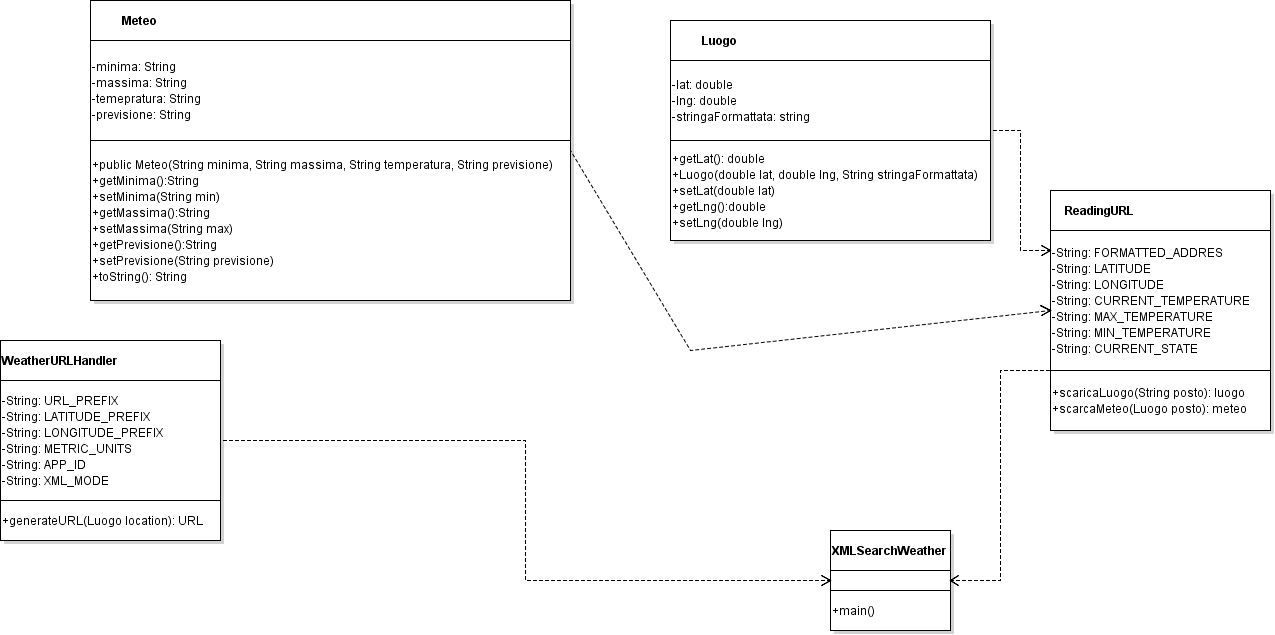 Meteo
-minima: String
-massima: String
-temepratura: String
-previsione: String
+public Meteo(String minima, String massima, String temperatura, String previsione)
+getMinima():String
+setMinima(String min)
+getMassima():String
+setMassima(String max)
+getPrevisione():String
+setPrevisione(String previsione)
+toString(): String
Luogo
-lat: double
-lng: double
-stringaFormattata: string
+getLat(): double
+Luogo(double lat, double lng, String stringaFormattata)
+setLat(double lat)
+getLng():double
+setLng(double lng)
ReadingURL
-String: FORMATTED_ADDRES
-String: LATITUDE
-String: LONGITUDE
-String: CURRENT_TEMPERATURE
-String: MAX_TEMPERATURE
-String: MIN_TEMPERATURE
-String: CURRENT_STATE
+scaricaLuogo(String posto): luogo
+scarcaMeteo(Luogo posto): meteo
WeatherURLHandler
-String: URL_PREFIX
-String: LATITUDE_PREFIX
-String: LONGITUDE_PREFIX
-String: METRIC_UNITS
-String: APP_ID
-String: XML_MODE
+generateURL(Luogo location): URL
XMLSearchWeather
+main()